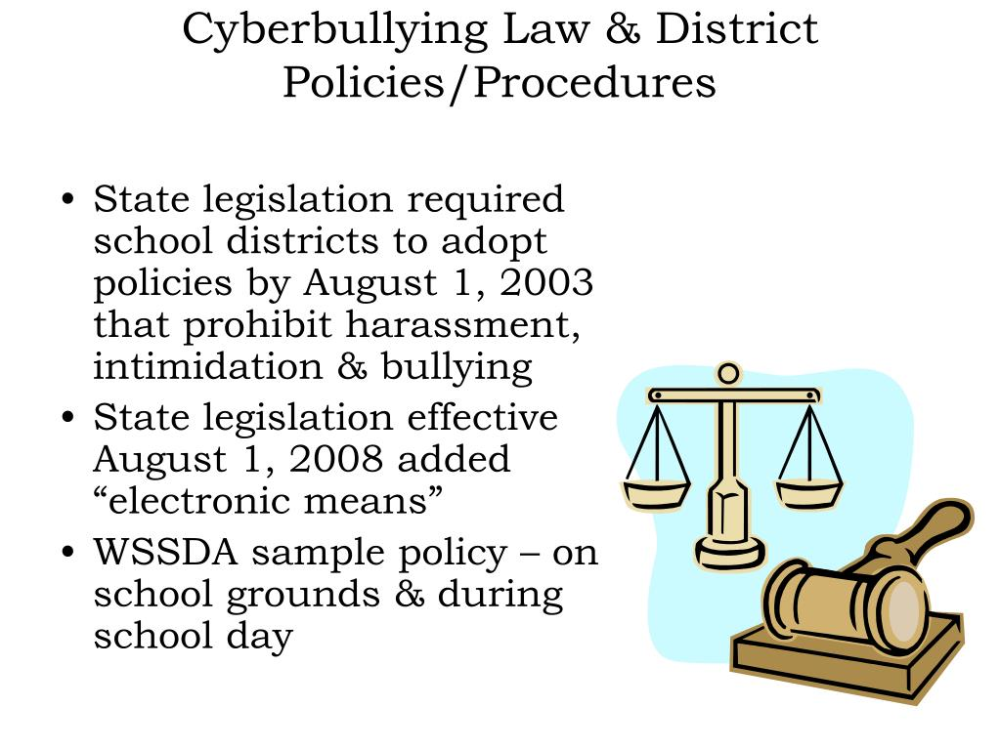 Cyberbullying Law & District
Policies/Procedures
• State legislation required
school districts to adopt
policies by August 1, 2003
that prohibit harassment,
intimidation & bullying
• State legislation effective
August 1, 2008 added
“electronic means”
• WSSDA sample policy – on
school grounds & during
school day